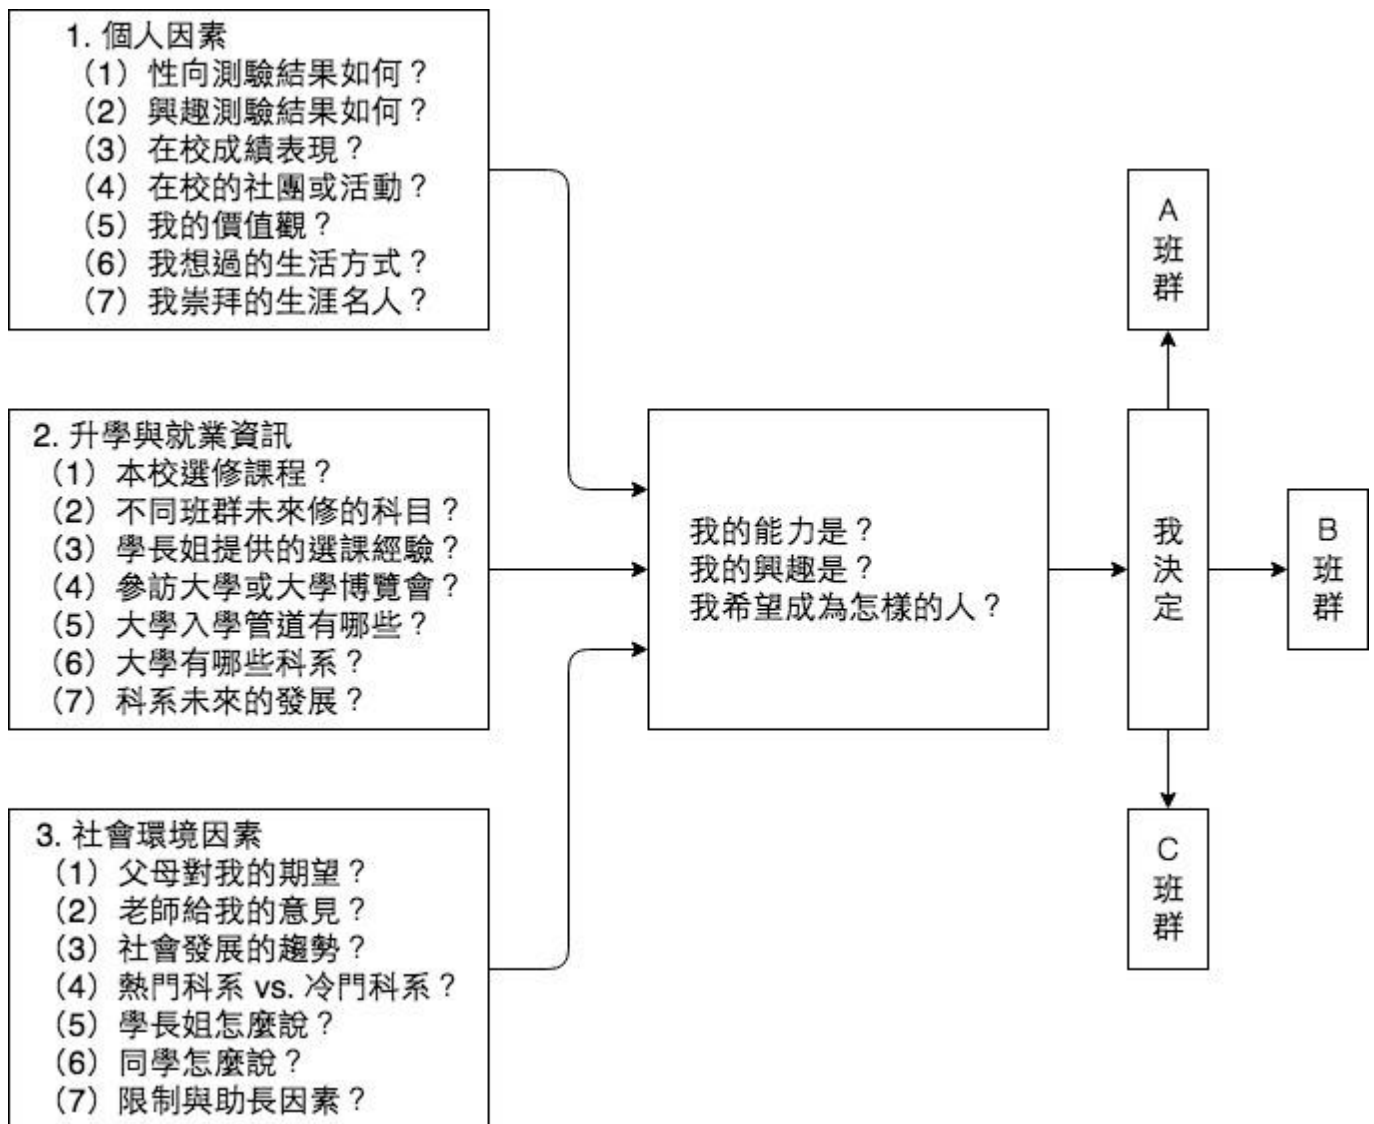 1. 個人因素
（1）性向測驗結果如何？
（2）興趣測驗結果如何？
（3）在校成績表現？
（4）在校的社團或活動？
（5）我的價值觀？
（6）我想過的生活方式？
（7）我崇拜的生涯名人？
2. 升學與就業資訊
（1）本校選修課程？
（2）不同班群未來修的科目？
（3）學長姐提供的選課經驗？
（4）參訪大學或大學博覽會？
（5）大學入學管道有哪些？
（6）大學有哪些科系？
（7）科系未來的發展？
3. 社會環境因素
（1）父母對我的期望？
（2）老師給我的意見？
（3）社會發展的趨勢？
（4）熱門科系 vs. 冷門科系？
（5）學長姐怎麼說？
（6）同學怎麼說？
（7）限制與助長因素？
我的能力是？
我的興趣是？
我希望成為怎樣的人？
我決定
A班群
B班群
C班群